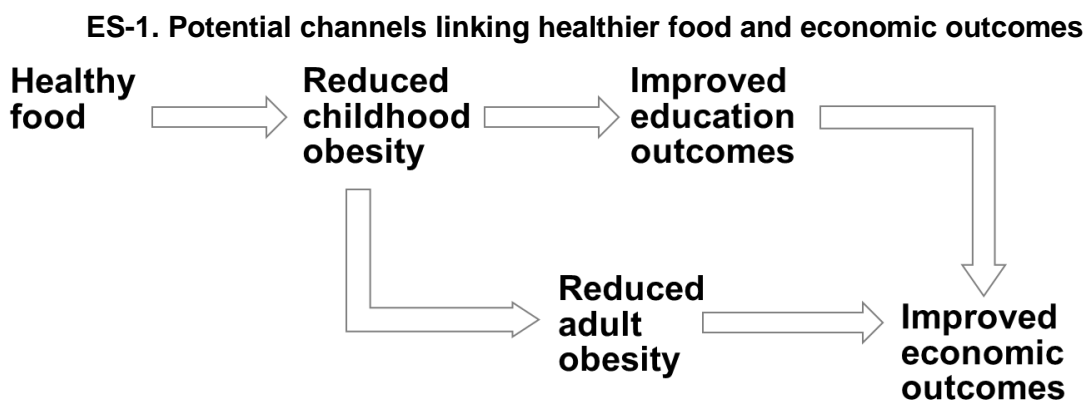 ES-1. Potential channels linking healthier food and economic outcomes
Healthy
food
Reduced
childhood
obesity
Improved
education
outcomes
Reduced
adult
obesity
Improved
economic
outcomes